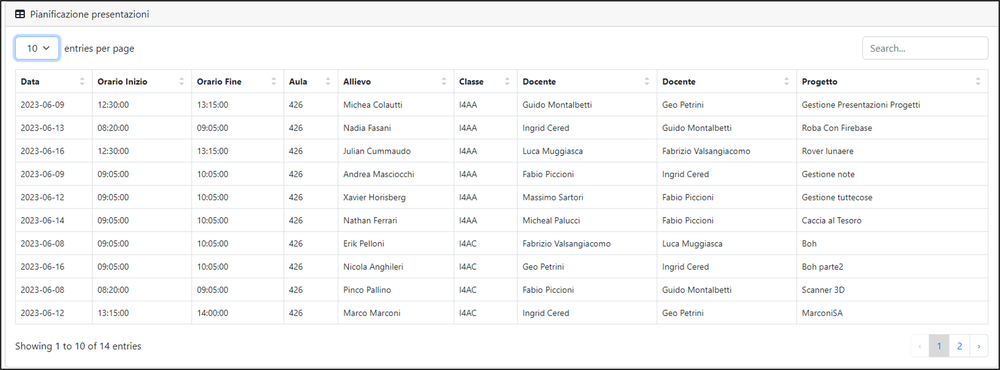 Pianificazione presentazioni
10 entries per page Search...
Data Orario Inizio Orario Fine Aula Allievo Classe Docente Docente Progetto
2023-06-09 12:30:00 13:15:00 426 Michea Colautti I4AA Guido Montalbetti Geo Petrini Gestione Presentazioni Progetti
2023-06-13 08:20:00 09:05:00 426 Nadia Fasani I4AA Ingrid Cered Guido Montalbetti Roba Con Firebase
2023-06-16 12:30:00 13:15:00 426 Julian Cummaudo I4AA Luca Muggiasca Fabrizio Valsangiacomo Rover lunaere
2023-06-09 09:05:00 10:05:00 426 Andrea Masciocchi I4AA Fabio Piccioni Ingrid Cered Gestione note
2023-06-12 09:05:00 10:05:00 426 Xavier Horisberg I4AA Massimo Sartori Fabio Piccioni Gestione tuttecose
2023-06-14 09:05:00 10:05:00 426 Nathan Ferrari I4AA Micheal Palucci Fabio Piccioni Caccia al Tesoro
2023-06-08 09:05:00 10:05:00 426 Erik Pelloni I4AC Fabrizio Valsangiacomo Luca Muggiasca Boh
2023-06-16 09:05:00 10:05:00 426 Nicola Anghileri I4AC Geo Petrini Ingrid Cered Boh parte2
2023-06-08 08:20:00 09:05:00 426 Pinco Pallino I4AC Fabio Piccioni Guido Montalbetti Scanner 3D
2023-06-12 13:15:00 14:00:00 426 Marco Marconi I4AC Ingrid Cered Geo Petrini MarconiSA
Showing 1 to 10 of 14 entries ‹ 1 2 ›